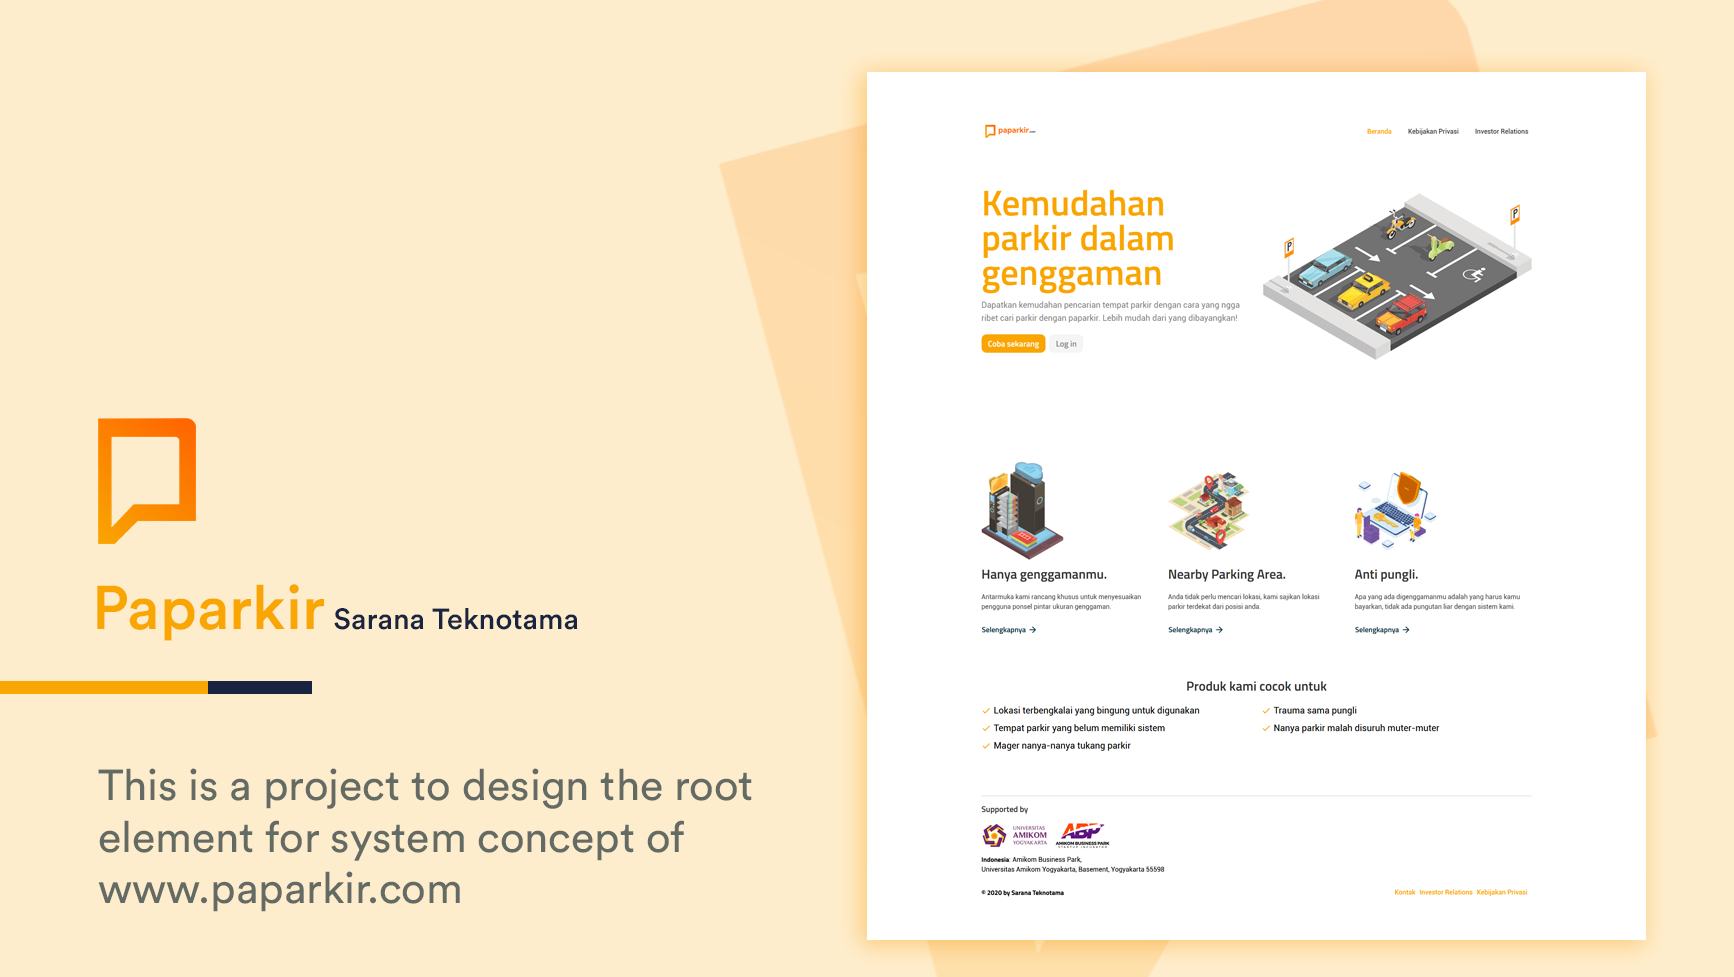 Paparkir Sarana Teknotama
This is a project to design the root
element for system concept of
www.paparkir.com
paparkir
Beranda Kebijakan Privasi Investor Relations
Kemudahan
parkir dalam
genggaman
Dapatkan kemudahan pencarian tempat parkir dengan cara yang ngga
ribet cari parkir dengan paparkir. Lebih mudah dari yang dibayangkan!
Coba sekarang Log in
P
P
Hanya genggamanmu.
Antarmuka kami rancang khusus untuk menyesuaikan
pengguna ponsel pintar ukuran genggaman.
Selengkapnya →
Nearby Parking Area.
Anda tidak perlu mencari lokasi, kami sajikan lokasi
parkir terdekat dari posisi anda.
Selengkapnya →
Anti pungli.
Apa yang ada digenggamanmu adalah yang harus kamu
bayarkan, tidak ada pungutan liar dengan sistem kami.
Selengkapnya →
Produk kami cocok untuk
Lokasi terbengkalai yang bingung untuk digunakan
Tempat parkir yang belum memiliki sistem
Mager nanya-nanya tukang parkir
Trauma sama pungli
Nanya parkir malah disuruh muter-muter
Supported by
UNIVERSITAS
AMIKOM
YOGYAKARTA
ABP
AMIKOM BUSINESS PARK
STARTUP INCUBATOR
Indonesia: Amikom Business Park,
Universitas Amikom Yogyakarta, Basement, Yogyakarta 55598
© 2020 by Sarana Teknotama
Kontak Investor Relations Kebijakan Privasi